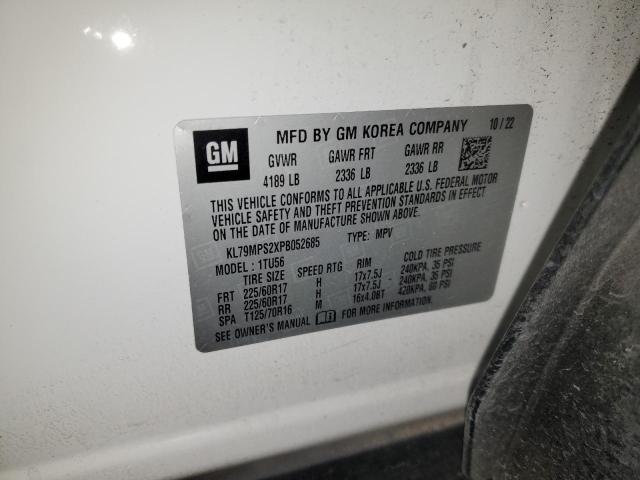 GM
MFD BY GM KOREA COMPANY 10/22
GVWR GAWR FRT GAWR RR
4189 LB 2336 LB 2336 LB
THIS VEHICLE CONFORMS TO ALL APPLICABLE U.S. FEDERAL MOTOR
VEHICLE SAFETY AND THEFT PREVENTION STANDARDS IN EFFECT
ON THE DATE OF MANUFACTURE SHOWN ABOVE.
KL79MPS2XPB052685 TYPE: MPV
MODEL: 1TU56
TIRE SIZE SPEED RTG RIM COLD TIRE PRESSURE
FRT 225/60R17 H 17x7.5J 240KPA, 35 PSI
RR 225/60R17 H 17x7.5J 240KPA, 35 PSI
SPA T125/70R16 M 16x4.0BT 420KPA, 60 PSI
SEE OWNER'S MANUAL FOR MORE INFORMATION.